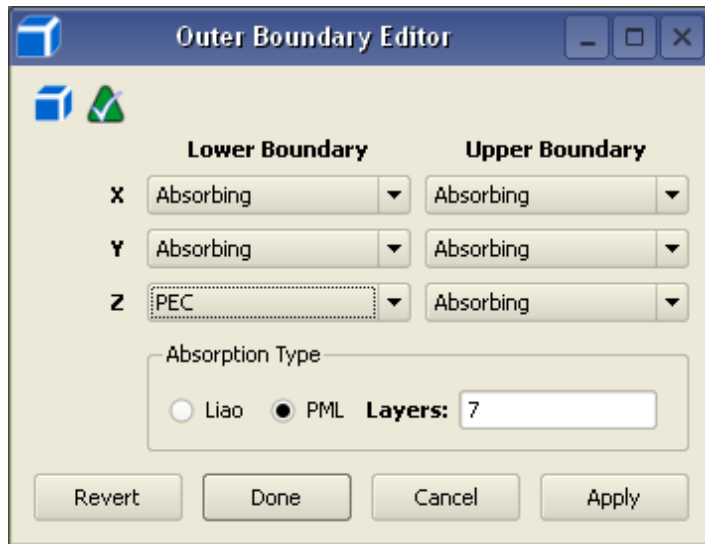 Outer Boundary Editor
Lower Boundary Upper Boundary
X Absorbing Absorbing
Y Absorbing Absorbing
Z PEC Absorbing
Absorption Type
Liao PML Layers: 7
Revert Done Cancel Apply